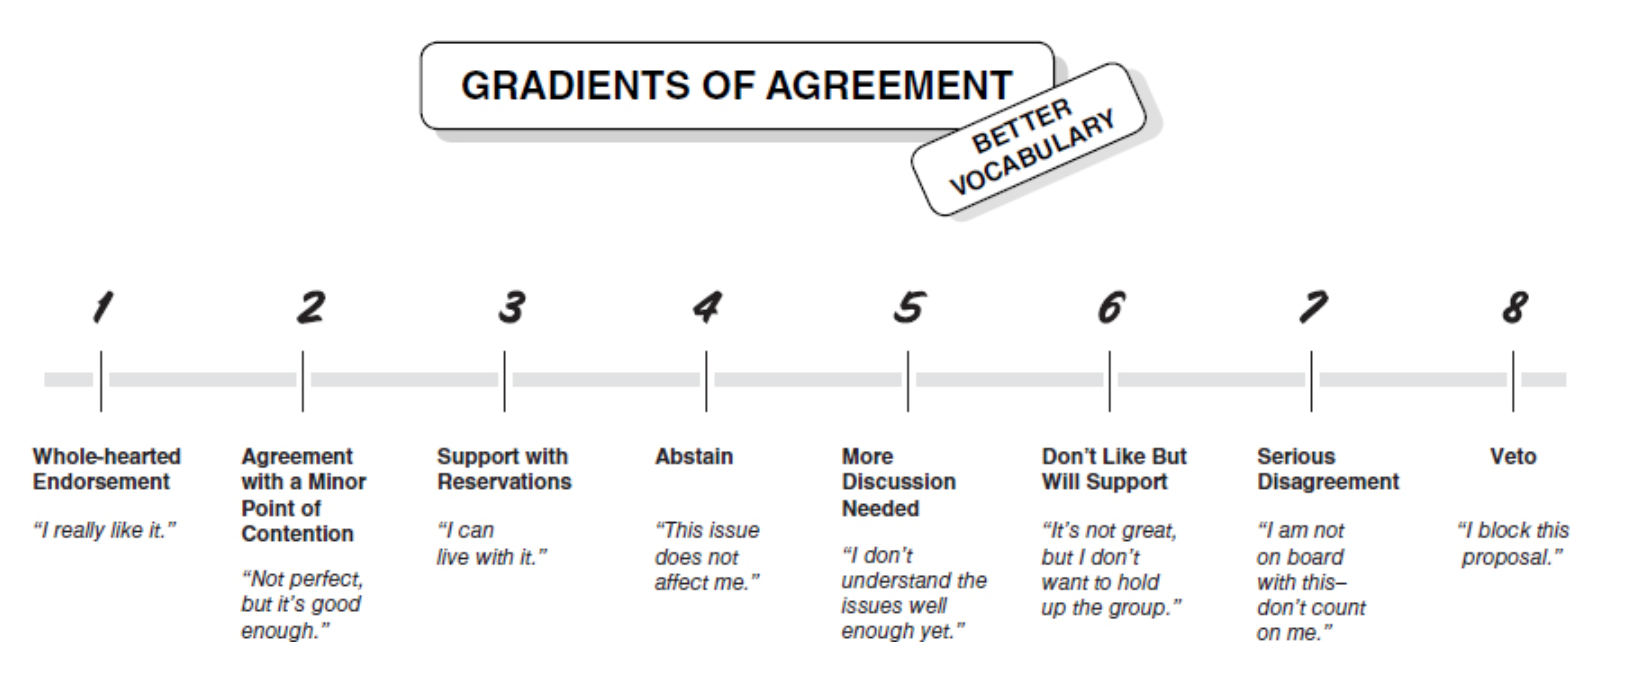 GRADIENTS OF AGREEMENT
BETTER
VOCABULARY
1
2
3
4
5
6
7
8
Whole-hearted
Endorsement
“I really like it.”
Agreement
with a Minor
Point of
Contention
“Not perfect,
but it’s good
enough.”
Support with
Reservations
“I can
live with it.”
Abstain
“This issue
does not
affect me.”
More
Discussion
Needed
“I don’t
understand the
issues well
enough yet.”
Don’t Like But
Will Support
“It’s not great,
but I don’t
want to hold
up the group.”
Serious
Disagreement
“I am not
on board
with this–
don’t count
on me.”
Veto
“I block this
proposal.”